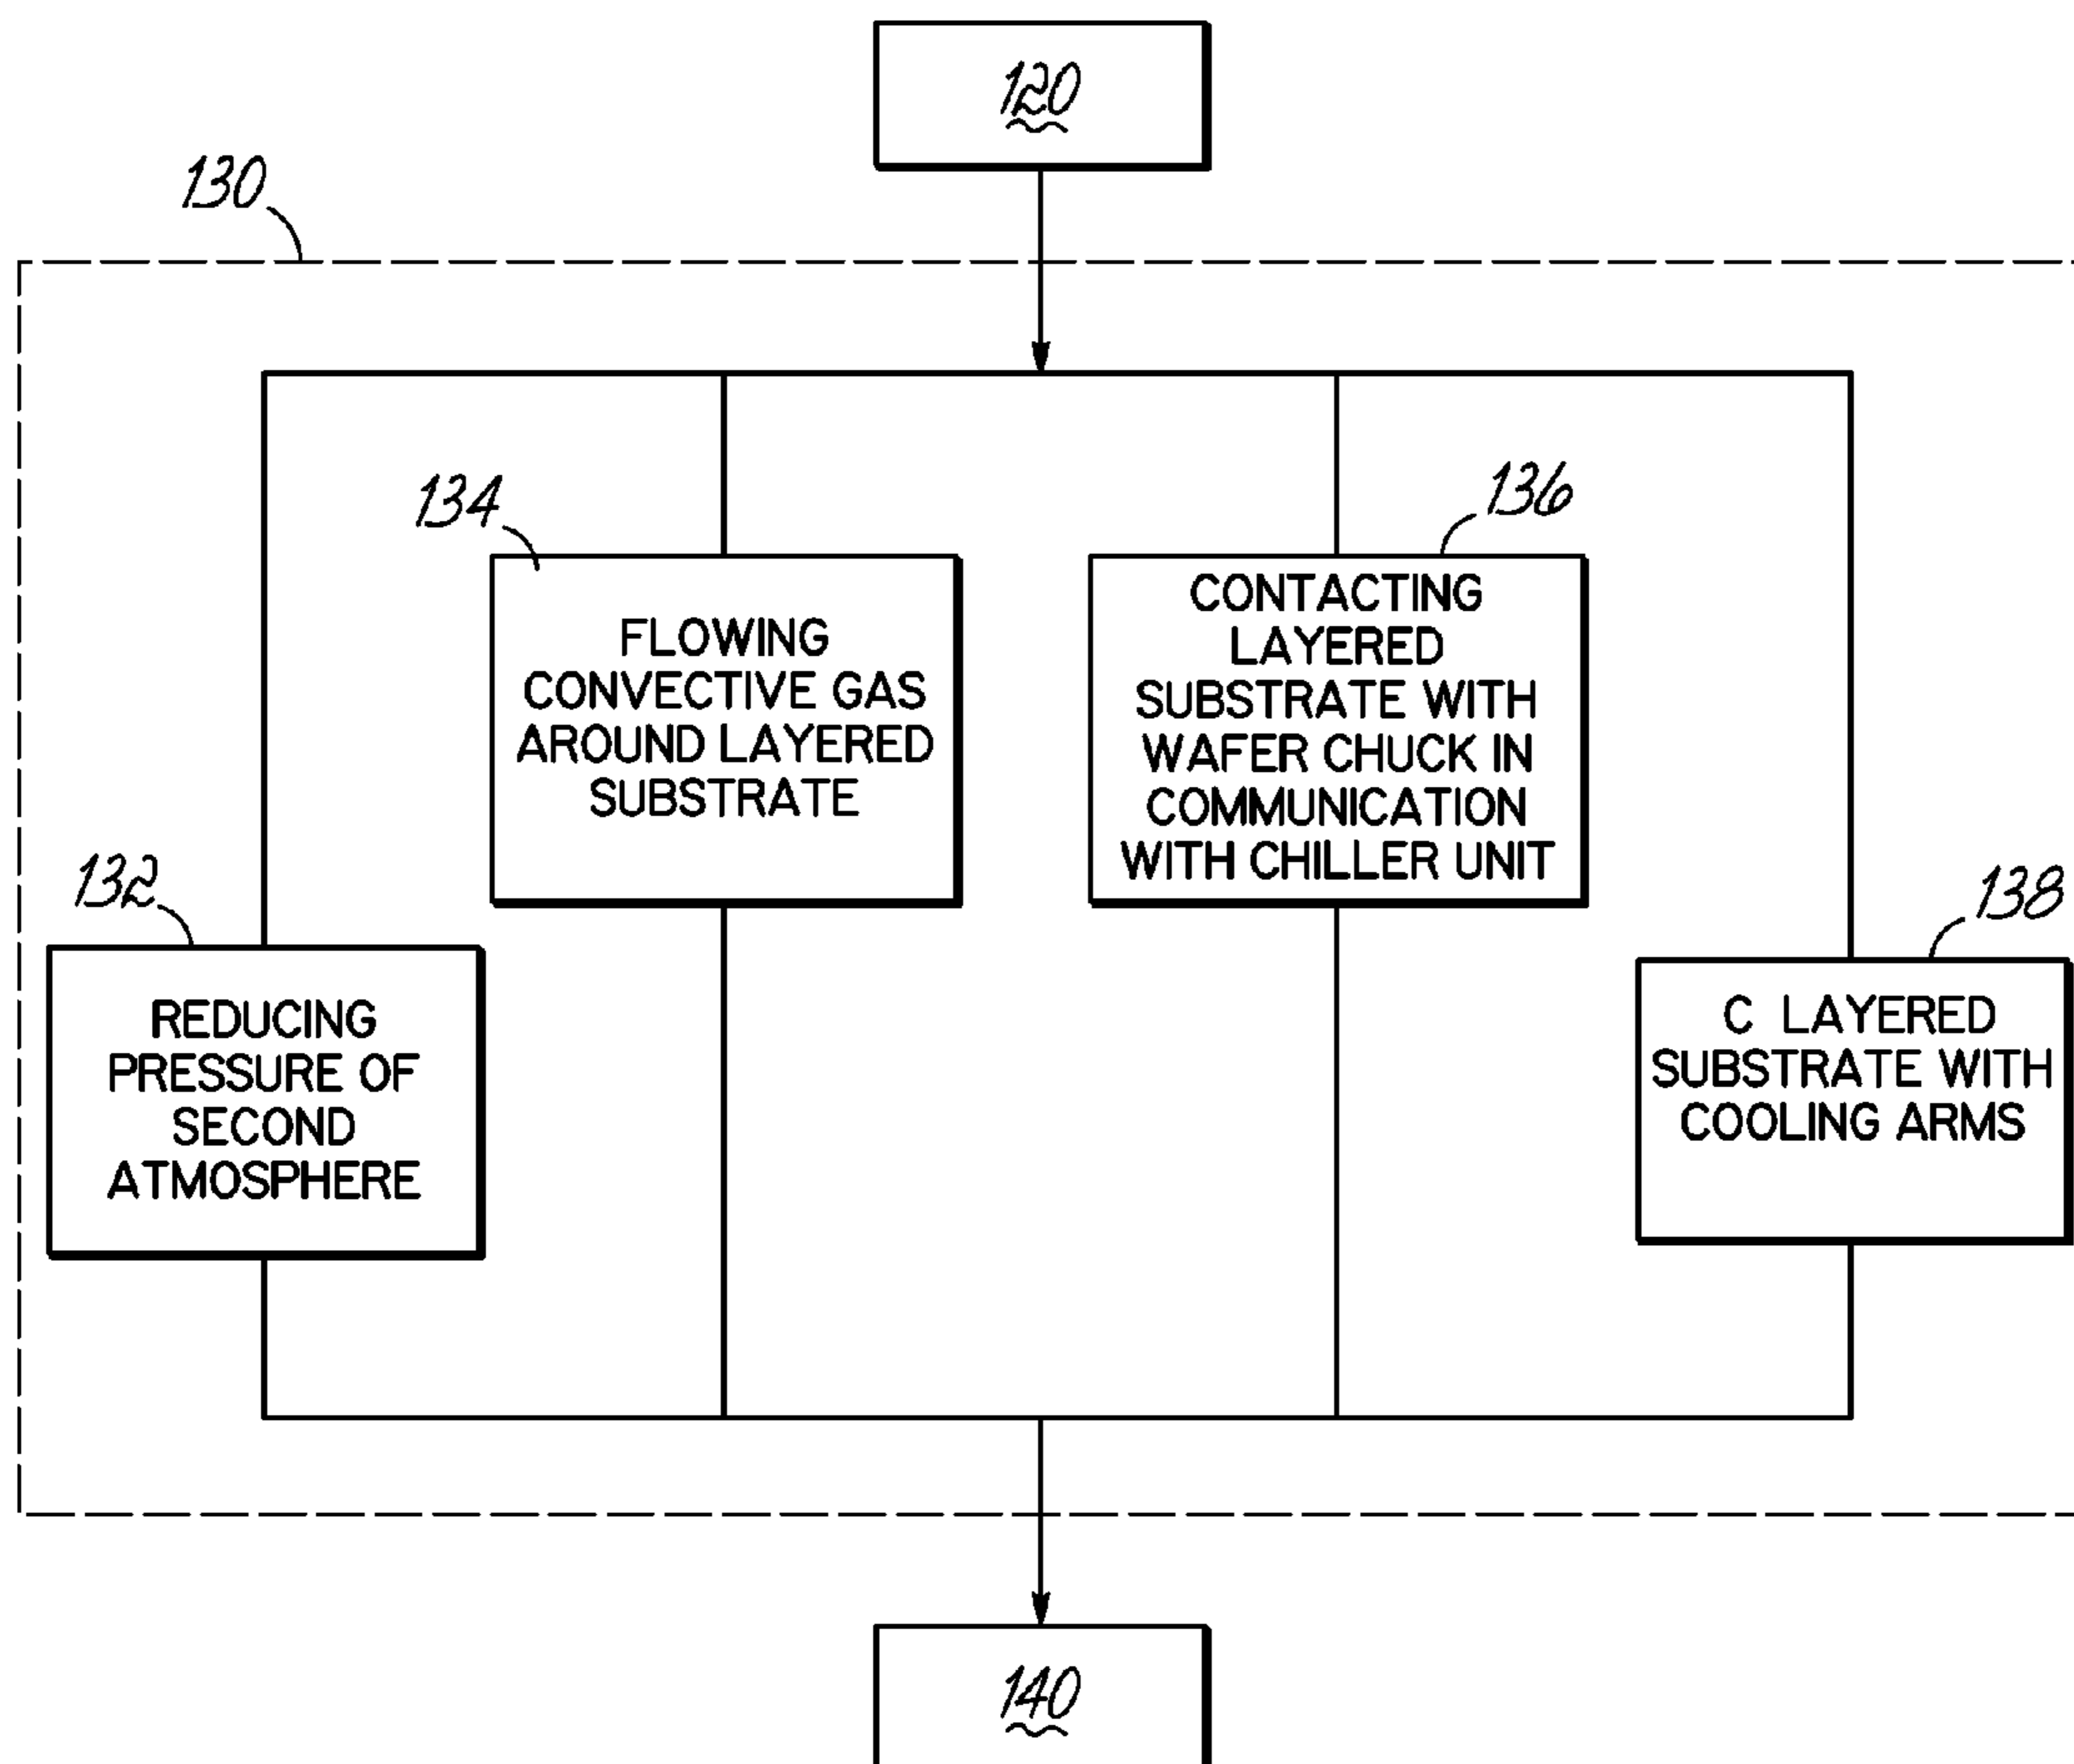 120
130
134
FLOWING
CONVECTIVE GAS
AROUND LAYERED
SUBSTRATE
136
CONTACTING
LAYERED
SUBSTRATE WITH
WAFER CHUCK IN
COMMUNICATION
WITH CHILLER UNIT
132
REDUCING
PRESSURE OF
SECOND
ATMOSPHERE
138
C LAYERED
SUBSTRATE WITH
COOLING ARMS
140